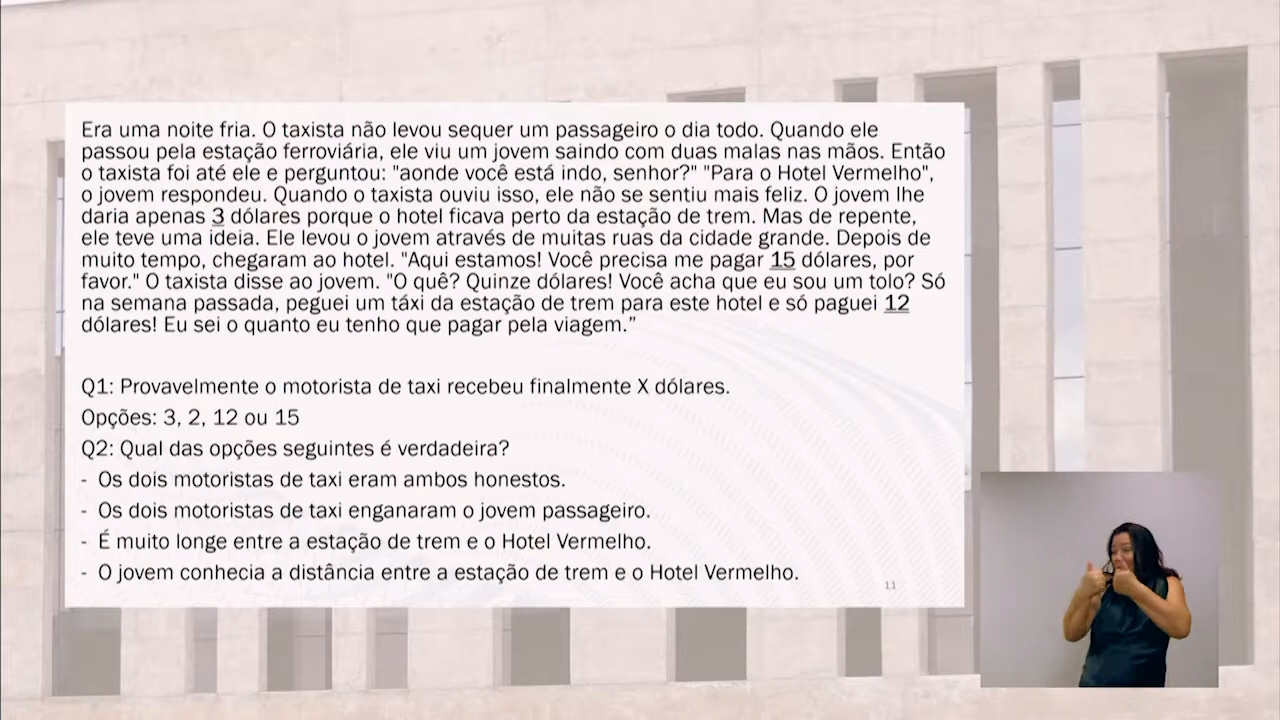 Era uma noite fria. O taxista não levou sequer um passageiro o dia todo. Quando ele
passou pela estação ferroviária, ele viu um jovem saindo com duas malas nas mãos. Então
o taxista foi até ele e perguntou: "aonde você está indo, senhor?" "Para o Hotel Vermelho",
o jovem respondeu. Quando o taxista ouviu isso, ele não se sentiu mais feliz. O jovem lhe
daria apenas 3 dólares porque o hotel ficava perto da estação de trem. Mas de repente,
ele teve uma ideia. Ele levou o jovem através de muitas ruas da cidade grande. Depois de
muito tempo, chegaram ao hotel. "Aqui estamos! Você precisa me pagar 15 dólares, por
favor." O taxista disse ao jovem. "O quê? Quinze dólares! Você acha que eu sou um tolo? Só
na semana passada, peguei um táxi da estação de trem para este hotel e só paguei 12
dólares! Eu sei o quanto eu tenho que pagar pela viagem.”
Q1: Provavelmente o motorista de taxi recebeu finalmente X dólares.
Opções: 3, 2, 12 ou 15
Q2: Qual das opções seguintes é verdadeira?
- Os dois motoristas de taxi eram ambos honestos.
- Os dois motoristas de taxi enganaram o jovem passageiro.
- É muito longe entre a estação de trem e o Hotel Vermelho.
- O jovem conhecia a distância entre a estação de trem e o Hotel Vermelho.
11